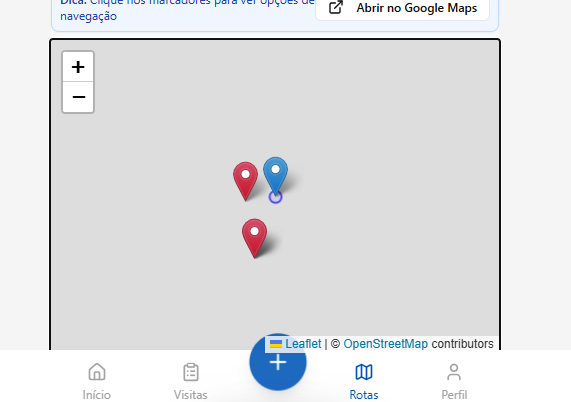 Dica: Clique nos marcadores para ver opções de
navegação
Abrir no Google Maps
+
−
Leaflet | © OpenStreetMap contributors
+
Início
Visitas
Rotas
Perfil